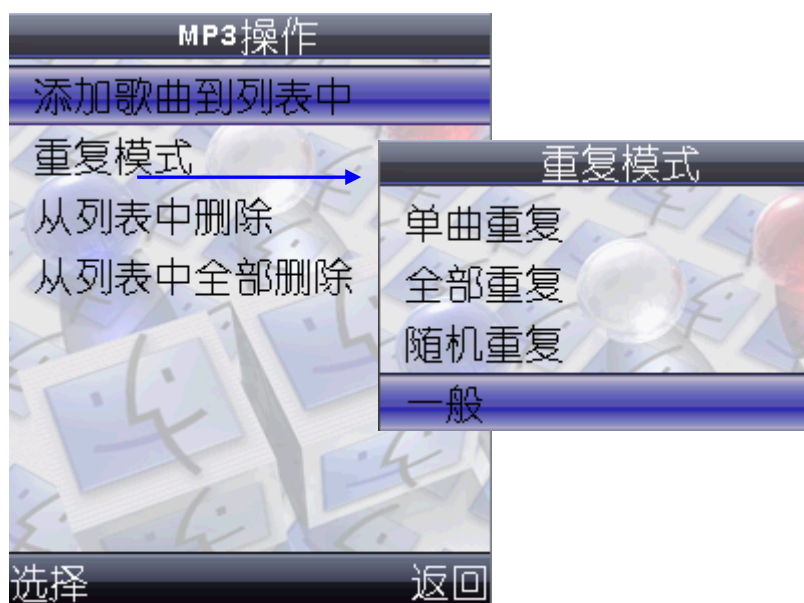 MP3操作
添加歌曲到列表中
重复模式
从列表中删除
从列表中全部删除
选择
返回
重复模式
单曲重复
全部重复
随机重复
一般